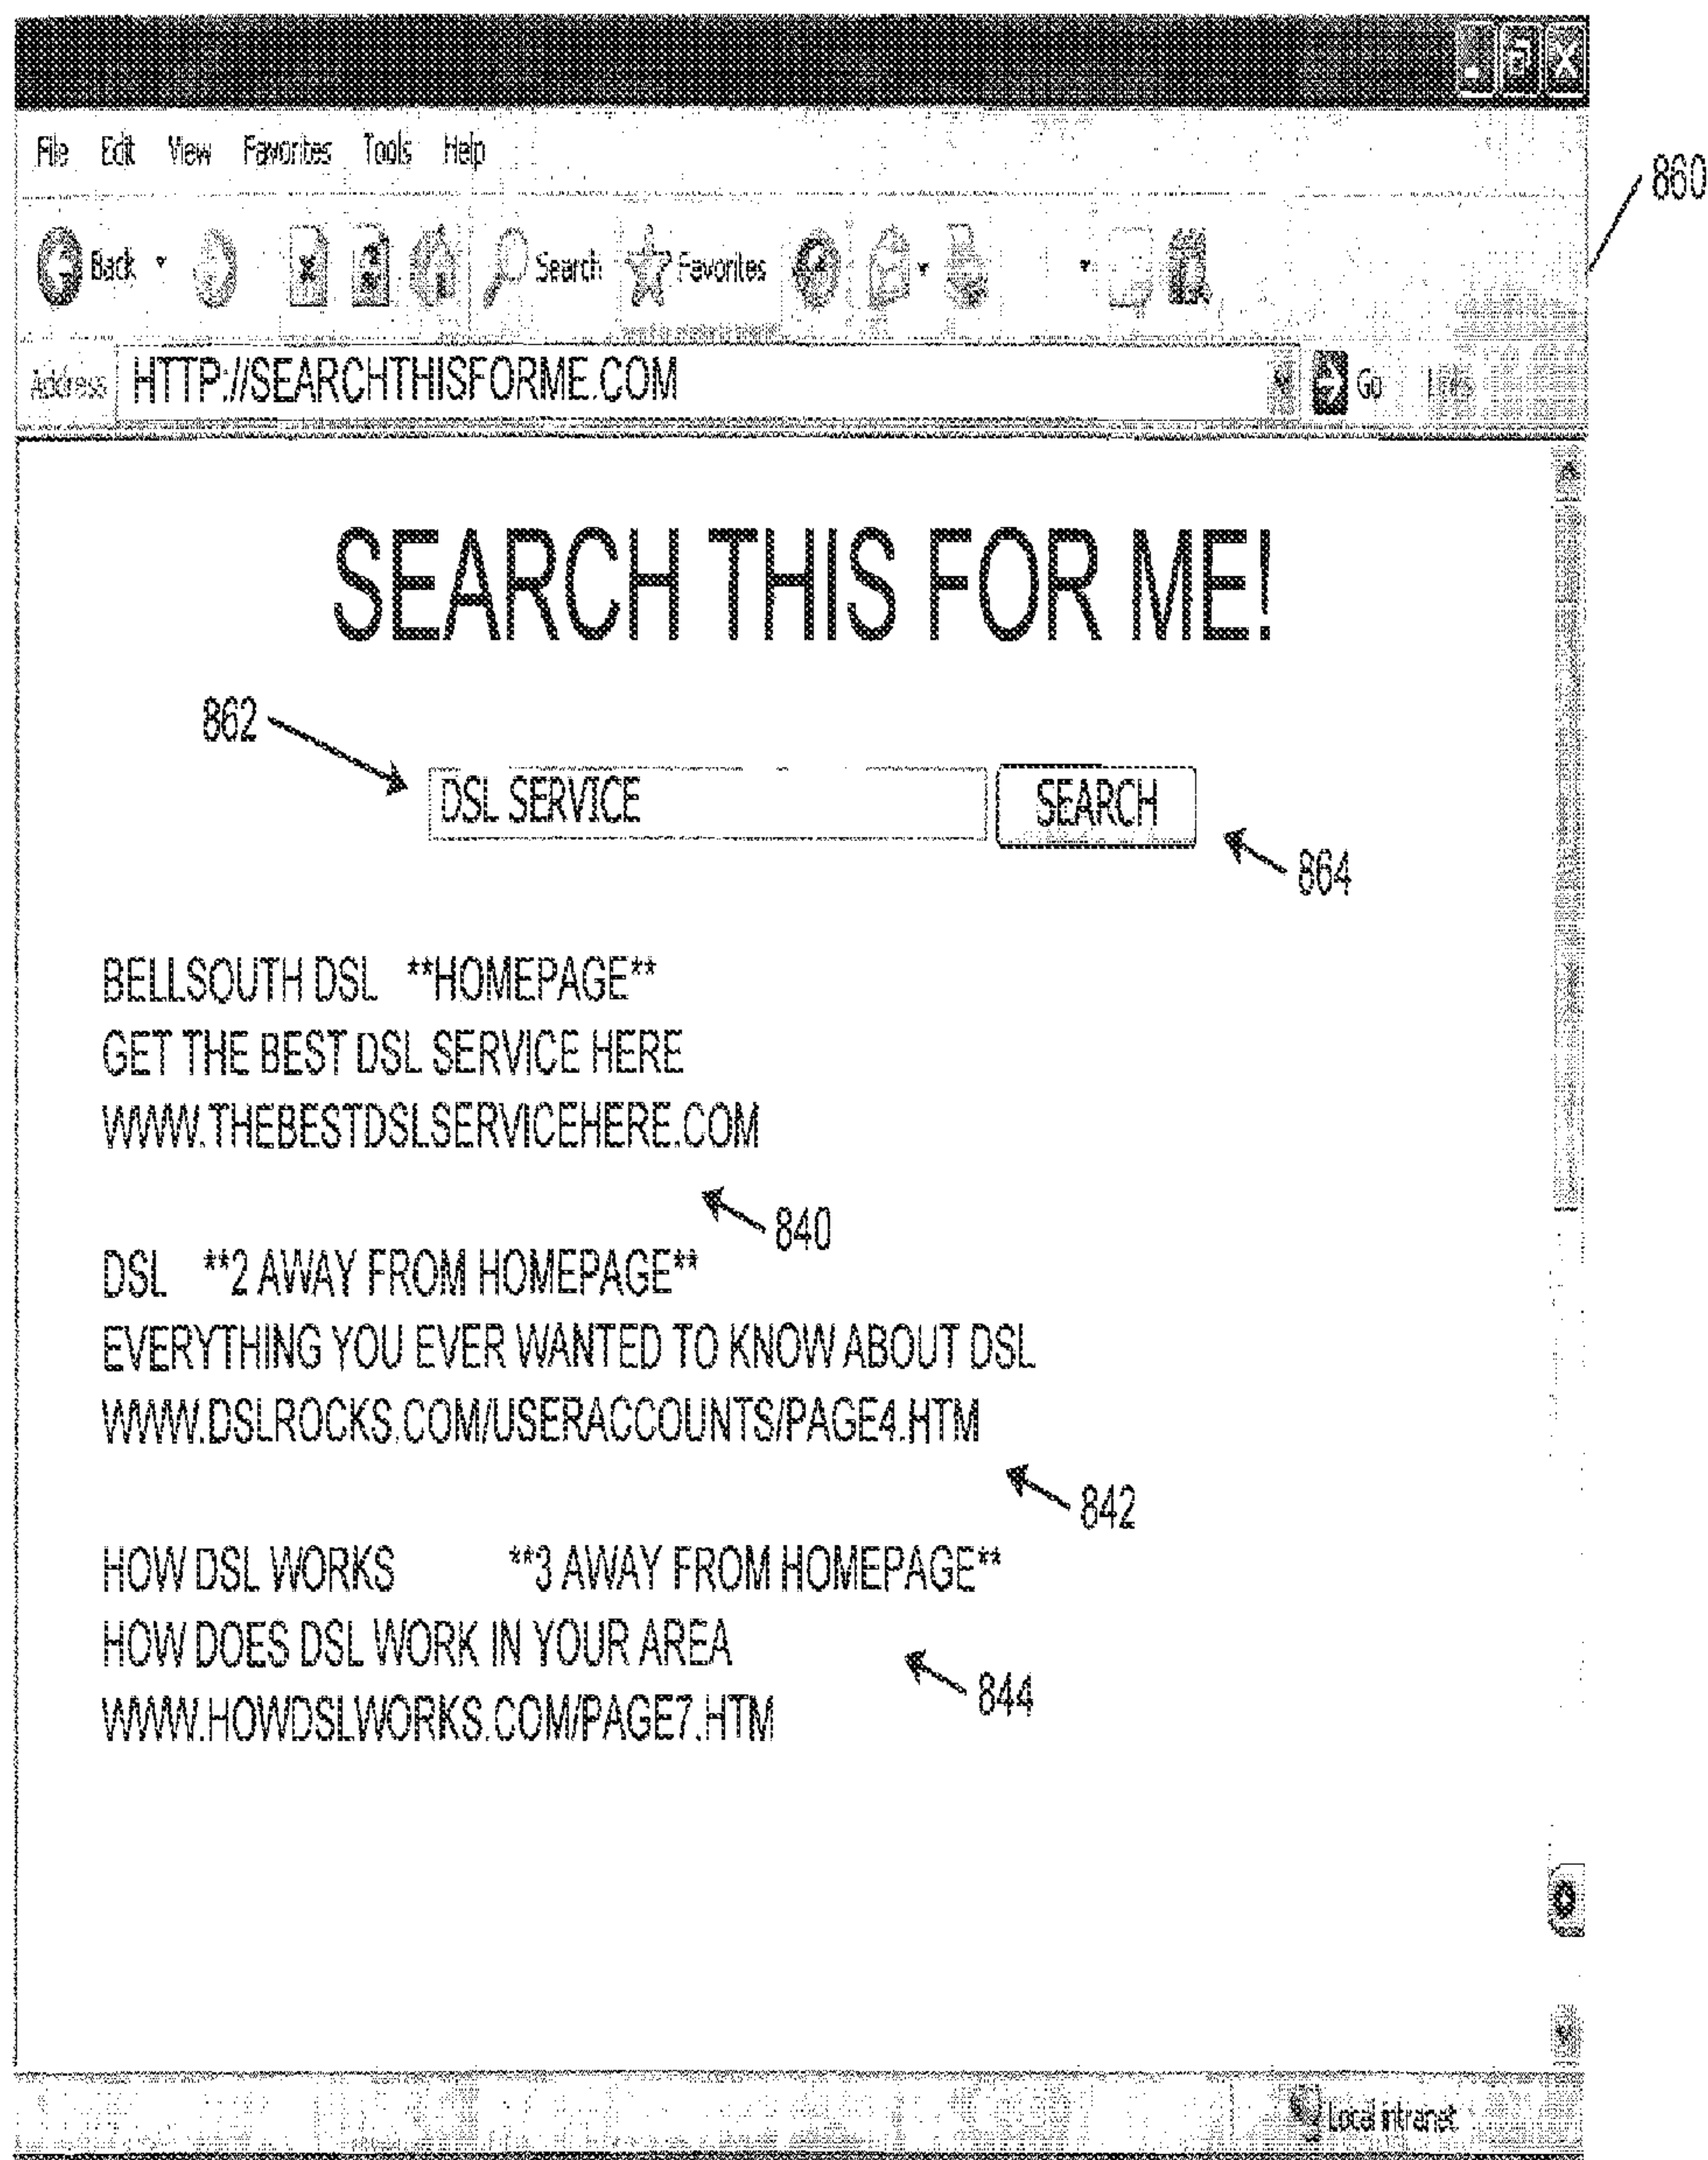 File Edit View Favorites Tools Help
860
Back Search Favorites
Address HTTP://SEARCHTHISFORME.COM Go Links
SEARCH THIS FOR ME!
862
DSL SERVICE SEARCH
864
BELLSOUTH DSL **HOMEPAGE**
GET THE BEST DSL SERVICE HERE
WWW.THEBESTDSLSERVICEHERE.COM
840
DSL **2 AWAY FROM HOMEPAGE**
EVERYTHING YOU EVER WANTED TO KNOW ABOUT DSL
WWW.DSLROCKS.COM/USERACCOUNTS/PAGE4.HTM
842
HOW DSL WORKS **3 AWAY FROM HOMEPAGE**
HOW DOES DSL WORK IN YOUR AREA
844
WWW.HOWDSLWORKS.COM/PAGE7.HTM
Local intranet